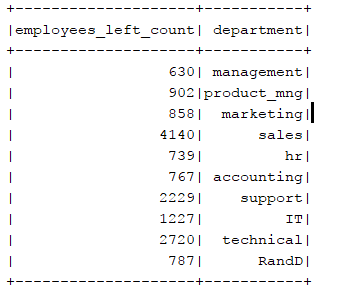 +--------------------+-----------+
|employees_left_count| department|
+--------------------+-----------+
|                 630| management|
|                 902|product_mng|
|                 858|  marketing|
|                4140|      sales|
|                 739|         hr|
|                 767| accounting|
|                2229|    support|
|                1227|         IT|
|                2720|  technical|
|                 787|      RandD|
+--------------------+-----------+